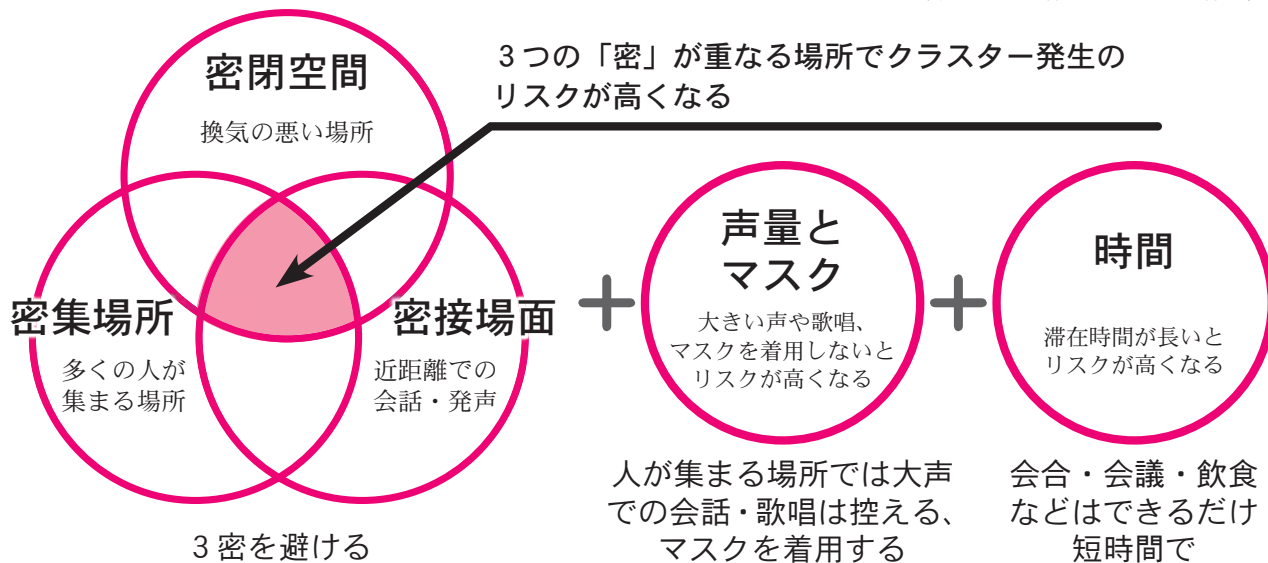 3つの「密」が重なる場所でクラスター発生の
リスクが高くなる
密閉空間
換気の悪い場所
密集場所
多くの人が
集まる場所
密接場面
近距離での
会話・発声
3密を避ける
声量と
マスク
大きい声や歌唱、
マスクを着用しないと
リスクが高くなる
人が集まる場所では大声
での会話・歌唱は控える、
マスクを着用する
時間
滞在時間が長いと
リスクが高くなる
会合・会議・飲食
などはできるだけ
短時間で